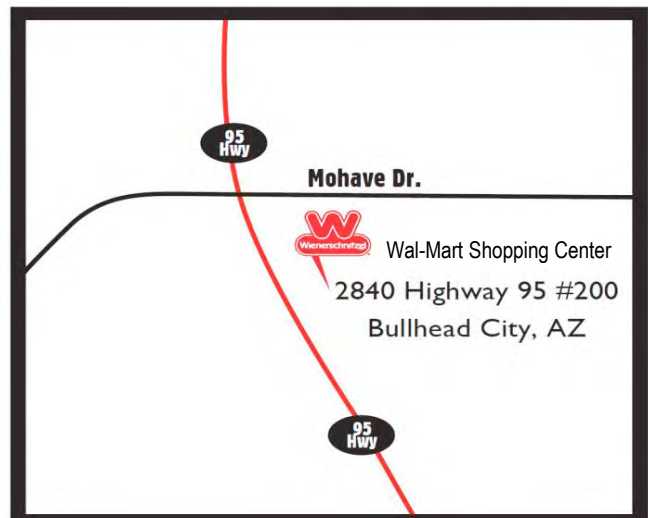 95
Hwy
Mohave Dr.
W
Wienerschnitzel
Wal-Mart Shopping Center
2840 Highway 95 #200
Bullhead City, AZ
95
Hwy